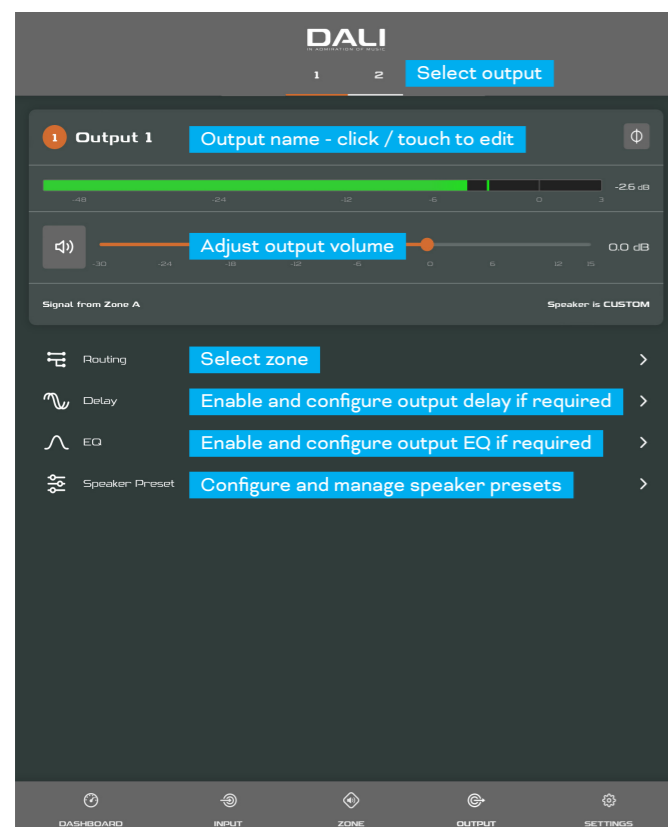 DALI
IN ADMIRATION OF MUSIC
1 2 Select output
1 Output 1 Output name - click / touch to edit
-2.6 dB
-48 -24 -12 -6 0 3
Adjust output volume 0.0 dB
-30 -24 -18 -12 -6 0 6 12 15
Signal from Zone A Speaker is CUSTOM
Routing Select zone
Delay Enable and configure output delay if required
EQ Enable and configure output EQ if required
Speaker Preset Configure and manage speaker presets
DASHBOARD INPUT ZONE OUTPUT SETTINGS